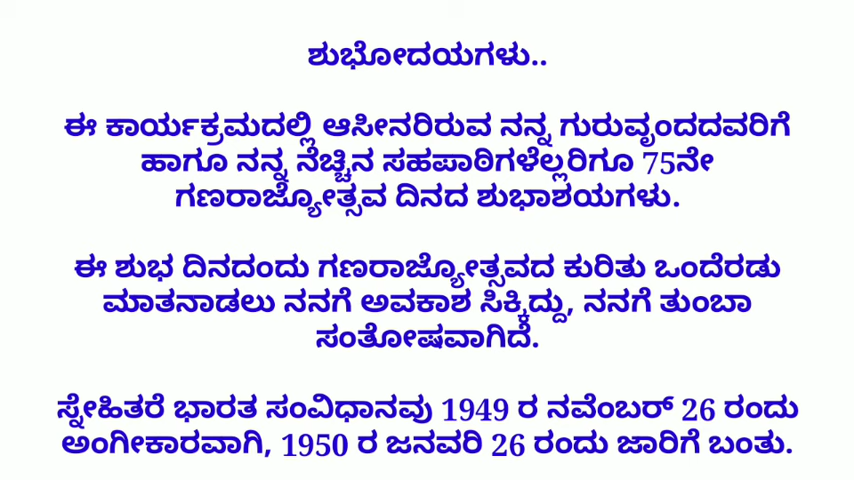 ಶುಭೋದಯಗಳು..
ಈ ಕಾರ್ಯಕ್ರಮದಲ್ಲಿ ಆಸೀನರಿರುವ ನನ್ನ ಗುರುವೃಂದದವರಿಗೆ
ಹಾಗೂ ನನ್ನ ನೆಚ್ಚಿನ ಸಹಪಾಠಿಗಳೆಲ್ಲರಿಗೂ 75ನೇ
ಗಣರಾಜ್ಯೋತ್ಸವ ದಿನದ ಶುಭಾಶಯಗಳು.
ಈ ಶುಭ ದಿನದಂದು ಗಣರಾಜ್ಯೋತ್ಸವದ ಕುರಿತು ಒಂದೆರಡು
ಮಾತನಾಡಲು ನನಗೆ ಅವಕಾಶ ಸಿಕ್ಕಿದ್ದು, ನನಗೆ ತುಂಬಾ
ಸಂತೋಷವಾಗಿದೆ.
ಸ್ನೇಹಿತರೆ ಭಾರತ ಸಂವಿಧಾನವು 1949 ರ ನವೆಂಬರ್ 26 ರಂದು
ಅಂಗೀಕಾರವಾಗಿ, 1950 ರ ಜನವರಿ 26 ರಂದು ಜಾರಿಗೆ ಬಂತು.